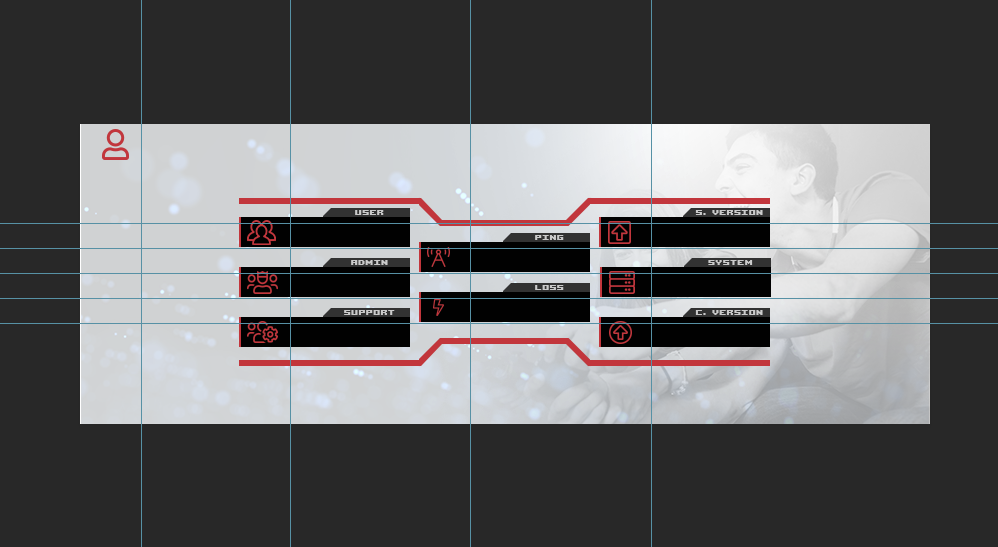 USER
ADMIN
SUPPORT
PING
LOSS
S. VERSION
SYSTEM
C. VERSION